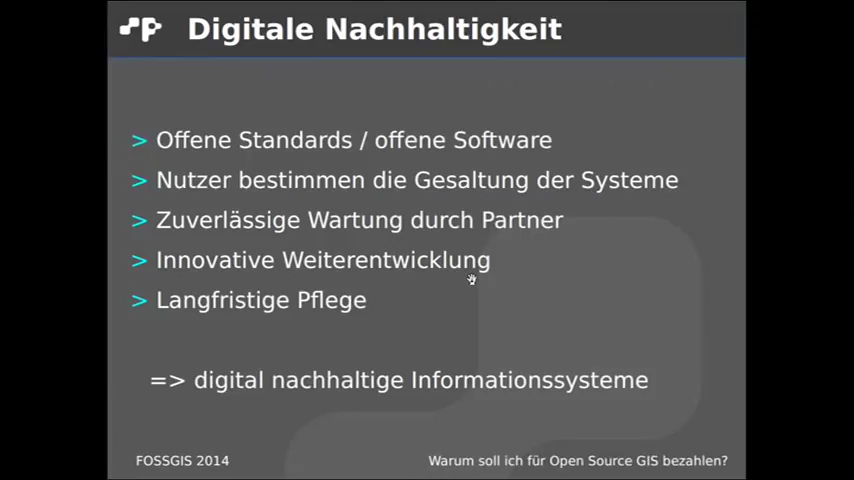 Digitale Nachhaltigkeit
> Offene Standards / offene Software
> Nutzer bestimmen die Gesaltung der Systeme
> Zuverlässige Wartung durch Partner
> Innovative Weiterentwicklung
> Langfristige Pflege
=> digital nachhaltige Informationssysteme
FOSSGIS 2014 Warum soll ich für Open Source GIS bezahlen?